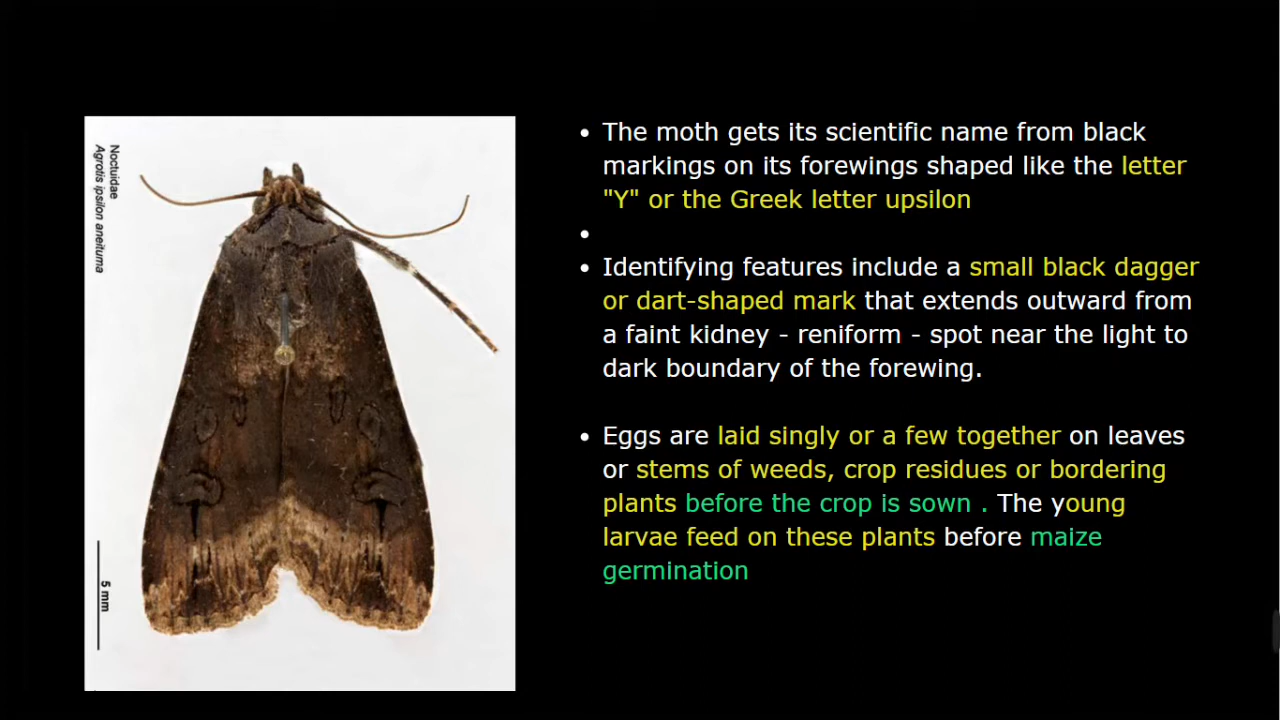 Noctuidae
Agrotis ipsilon aneituma
5 mm
• The moth gets its scientific name from black
markings on its forewings shaped like the letter
"Y" or the Greek letter upsilon
•
• Identifying features include a small black dagger
or dart-shaped mark that extends outward from
a faint kidney - reniform - spot near the light to
dark boundary of the forewing.
• Eggs are laid singly or a few together on leaves
or stems of weeds, crop residues or bordering
plants before the crop is sown . The young
larvae feed on these plants before maize
germination